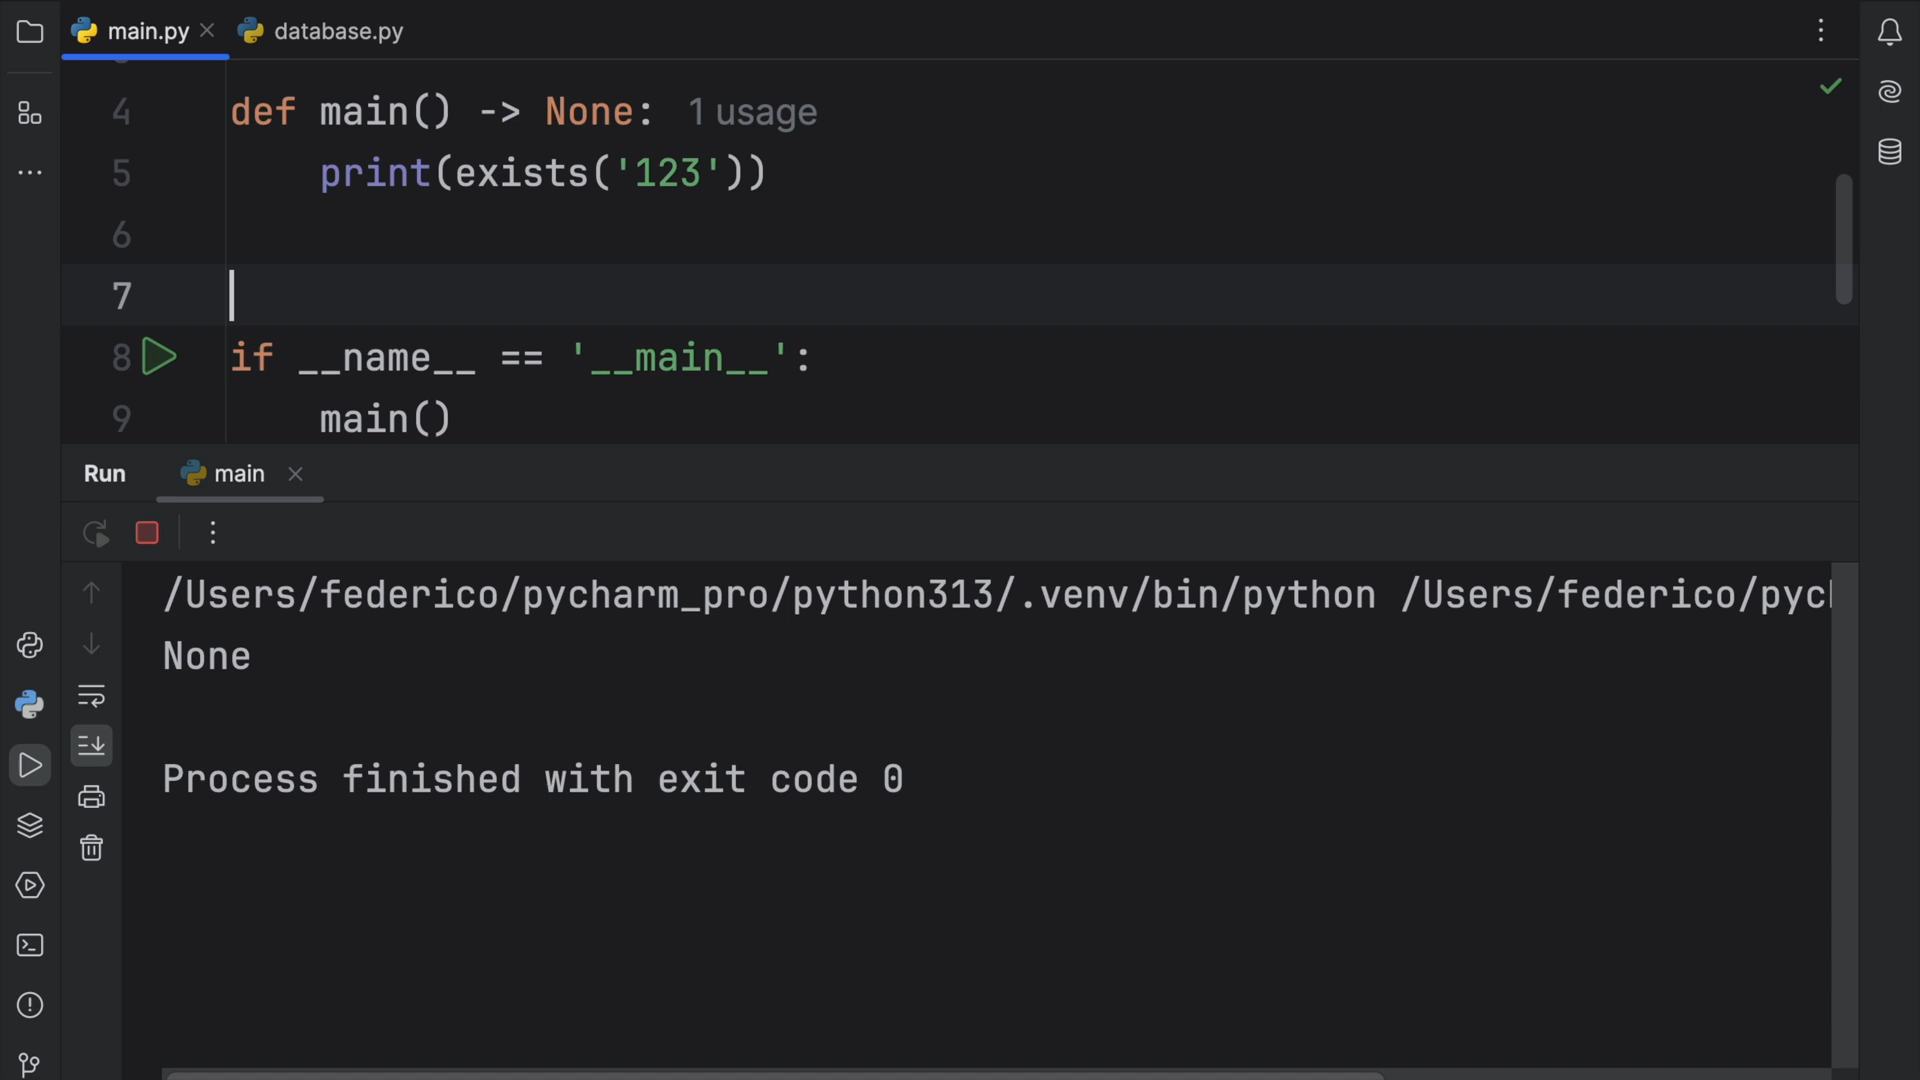 main.py
database.py
4 def main() -> None: 1 usage
5 print(exists('123'))
6
7
8 if __name__ == '__main__':
9 main()
Run main
/Users/federico/pycharm_pro/python313/.venv/bin/python /Users/federico/pycl
None
Process finished with exit code 0